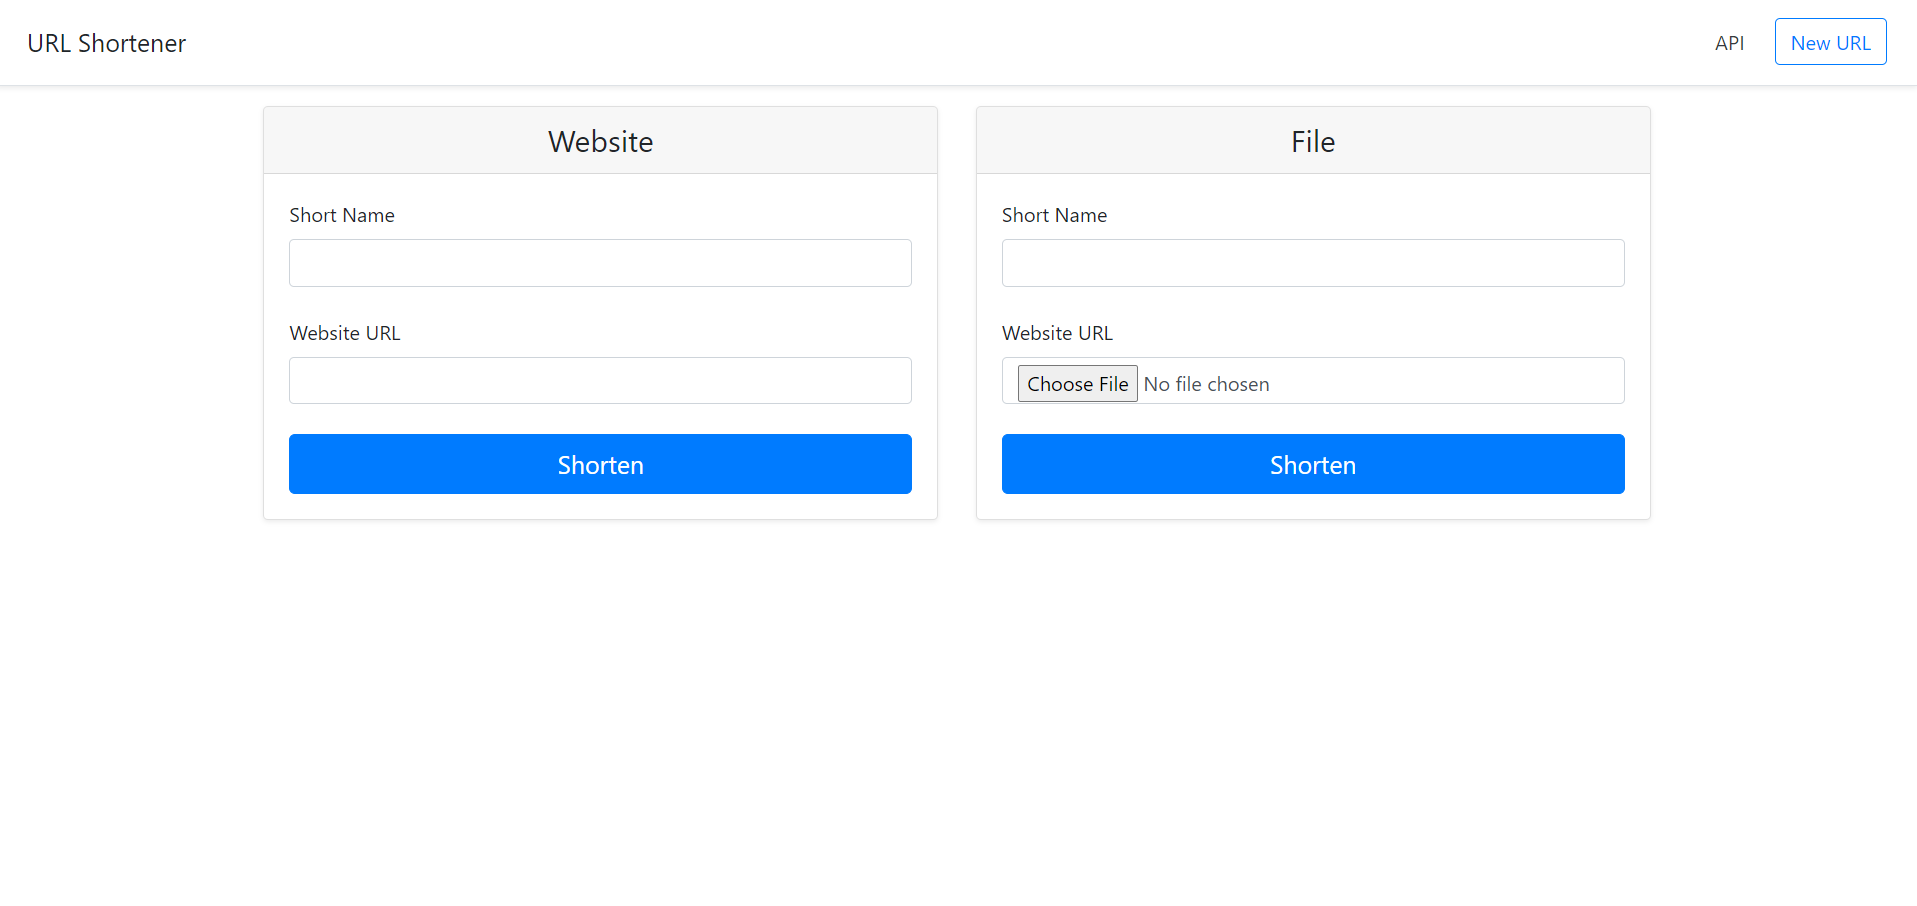 URL Shortener
API
New URL
Website
Short Name
Website URL
Shorten
File
Short Name
Website URL
Choose File No file chosen
Shorten